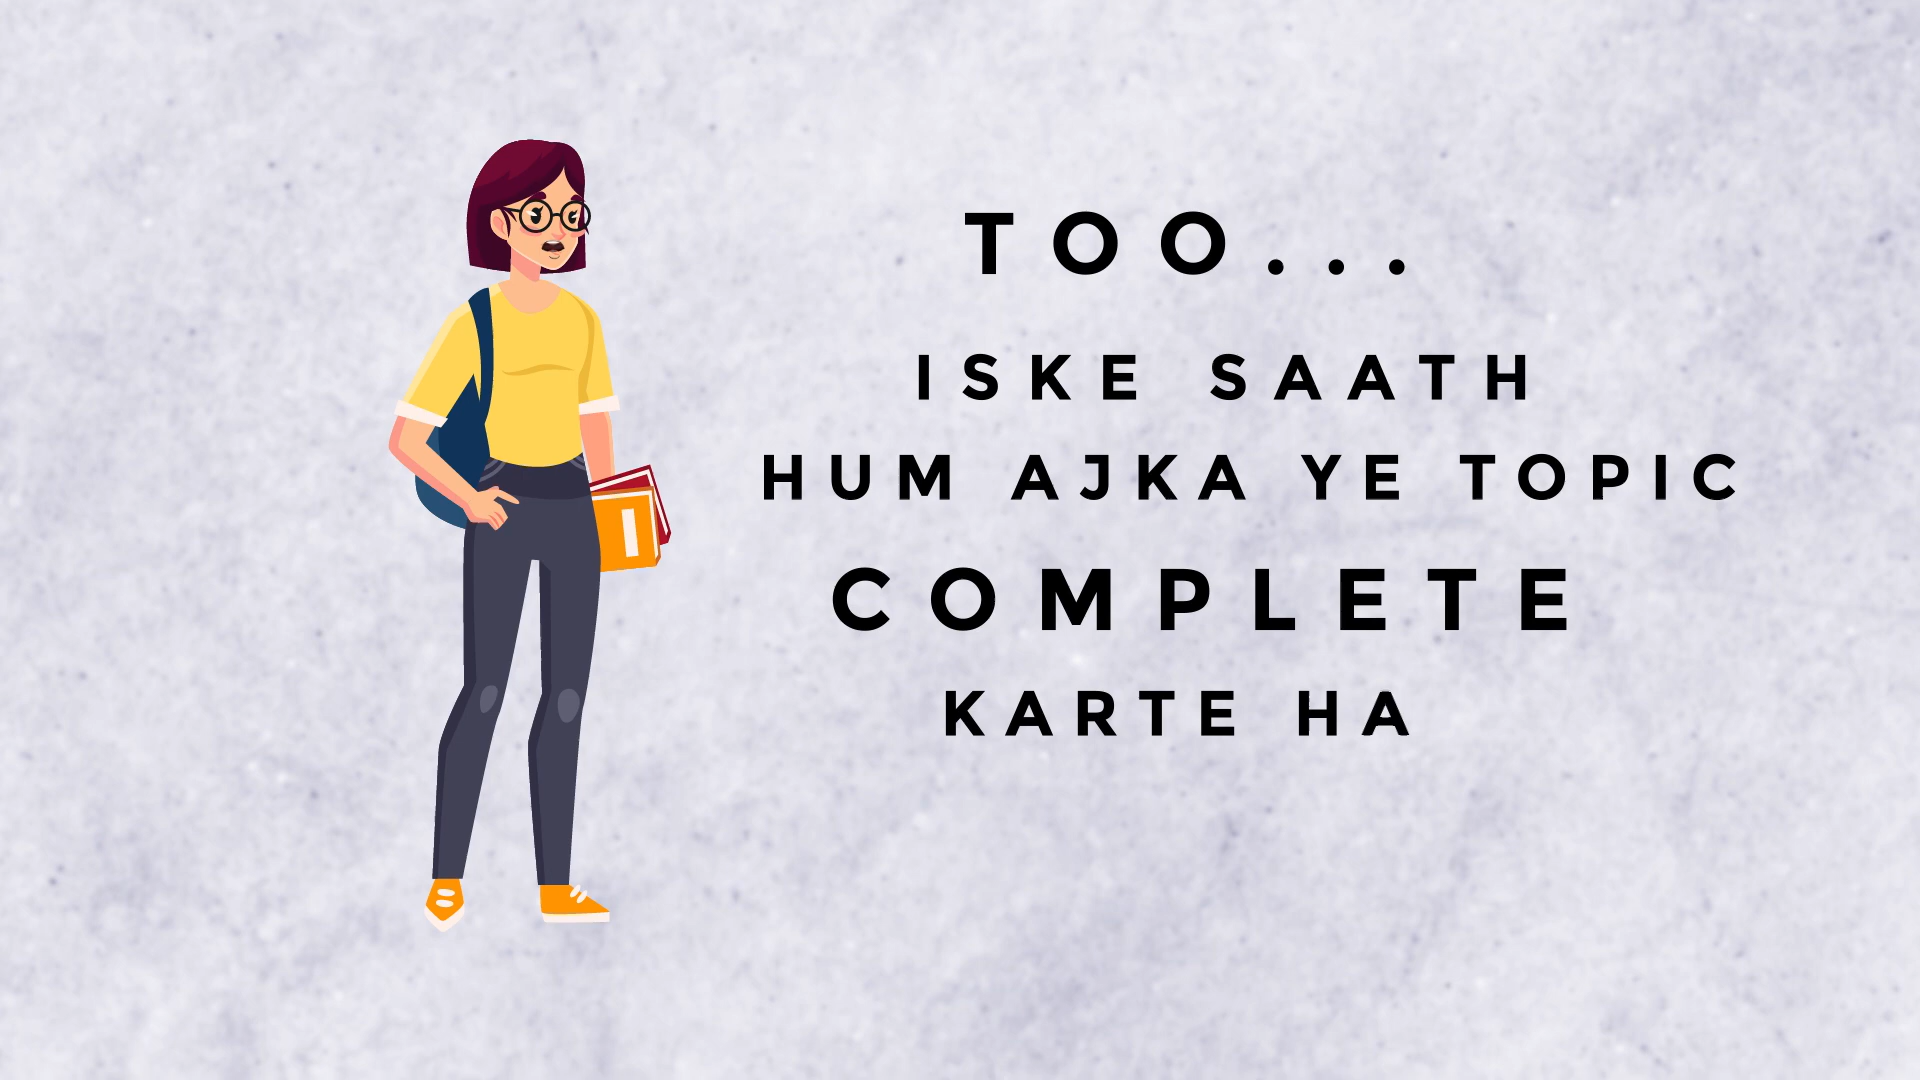 TOO...
ISKE SAATH
HUM AJKA YE TOPIC
COMPLETE
KARTE HA